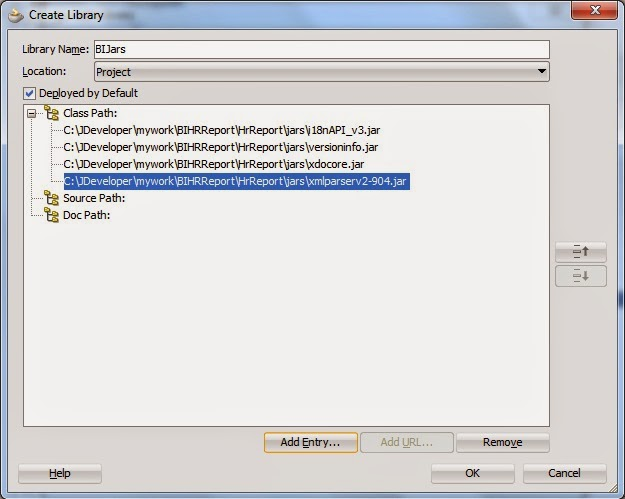 Create Library
Library Name: BIJars
Location: Project
Deployed by Default
Class Path:
C:\JDeveloper\mywork\BIHRReport\HrReport\jars\i18nAPI_v3.jar
C:\JDeveloper\mywork\BIHRReport\HrReport\jars\versioninfo.jar
C:\JDeveloper\mywork\BIHRReport\HrReport\jars\xdocore.jar
C:\JDeveloper\mywork\BIHRReport\HrReport\jars\xmlparserv2-904.jar
Source Path:
Doc Path:
Add Entry... Add URL... Remove
Help OK Cancel